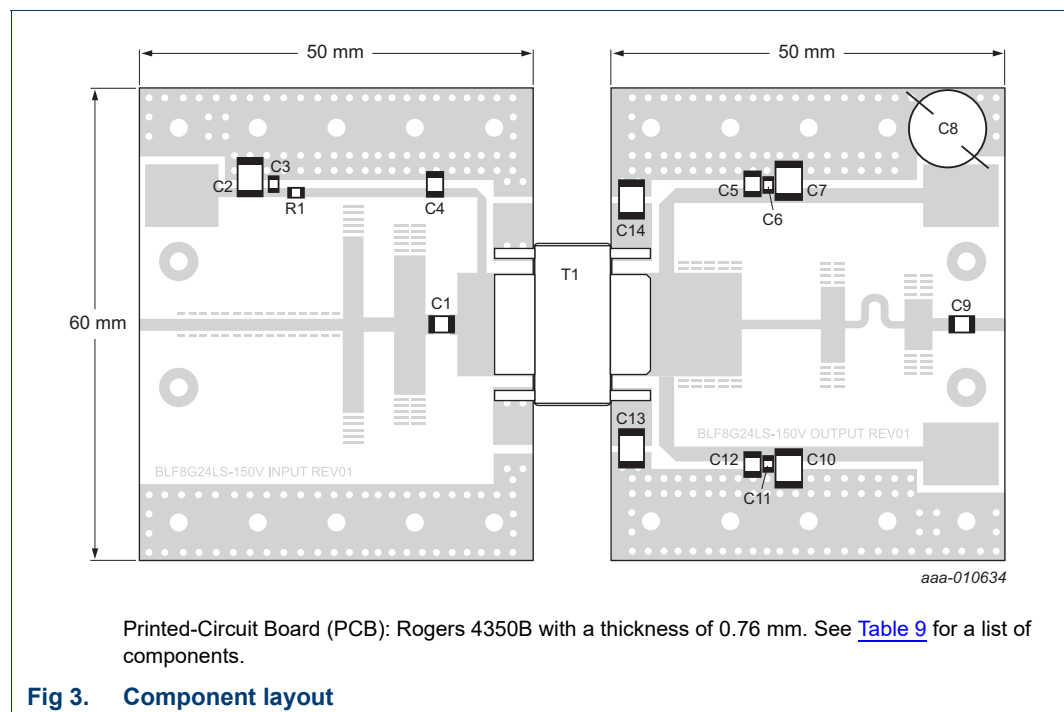 50 mm
50 mm
C8
C3
C2
R1
C4
C5
C6
C7
C14
T1
C1
C9
60 mm
C13
BLF8G24LS-150V OUTPUT REV01
C12
C10
C11
BLF8G24LS-150V INPUT REV01
aaa-010634
Printed-Circuit Board (PCB): Rogers 4350B with a thickness of 0.76 mm. See Table 9 for a list of
components.
Fig 3. Component layout